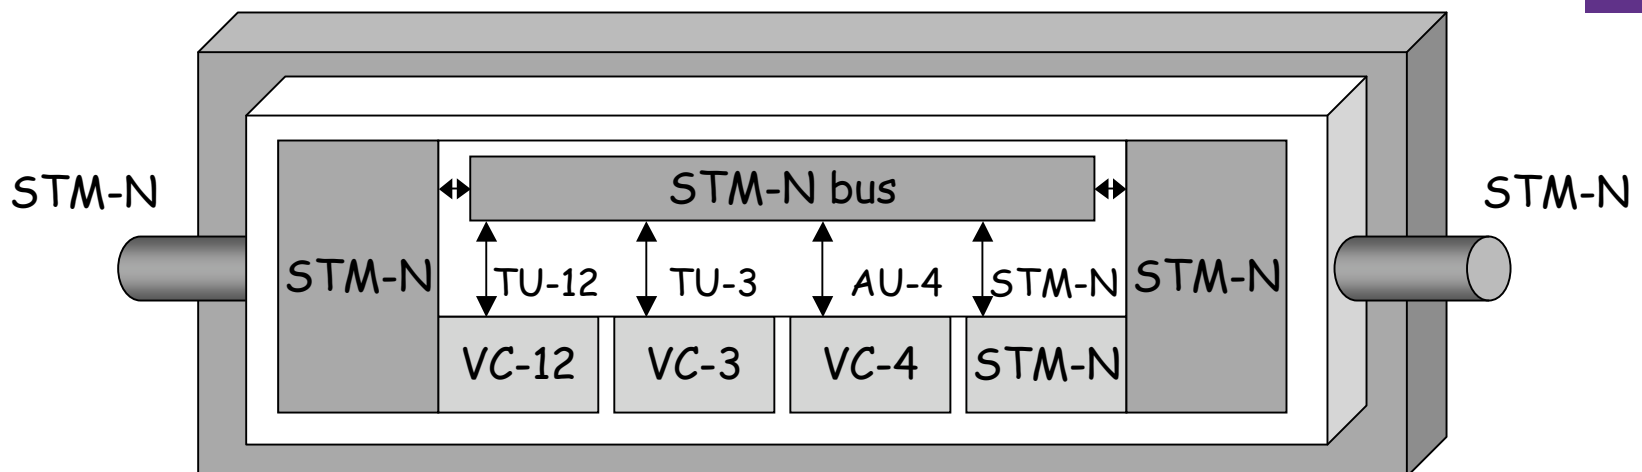 STM-N
STM-N bus
STM-N
STM-N
TU-12
TU-3
AU-4
STM-N
STM-N
VC-12
VC-3
VC-4
STM-N